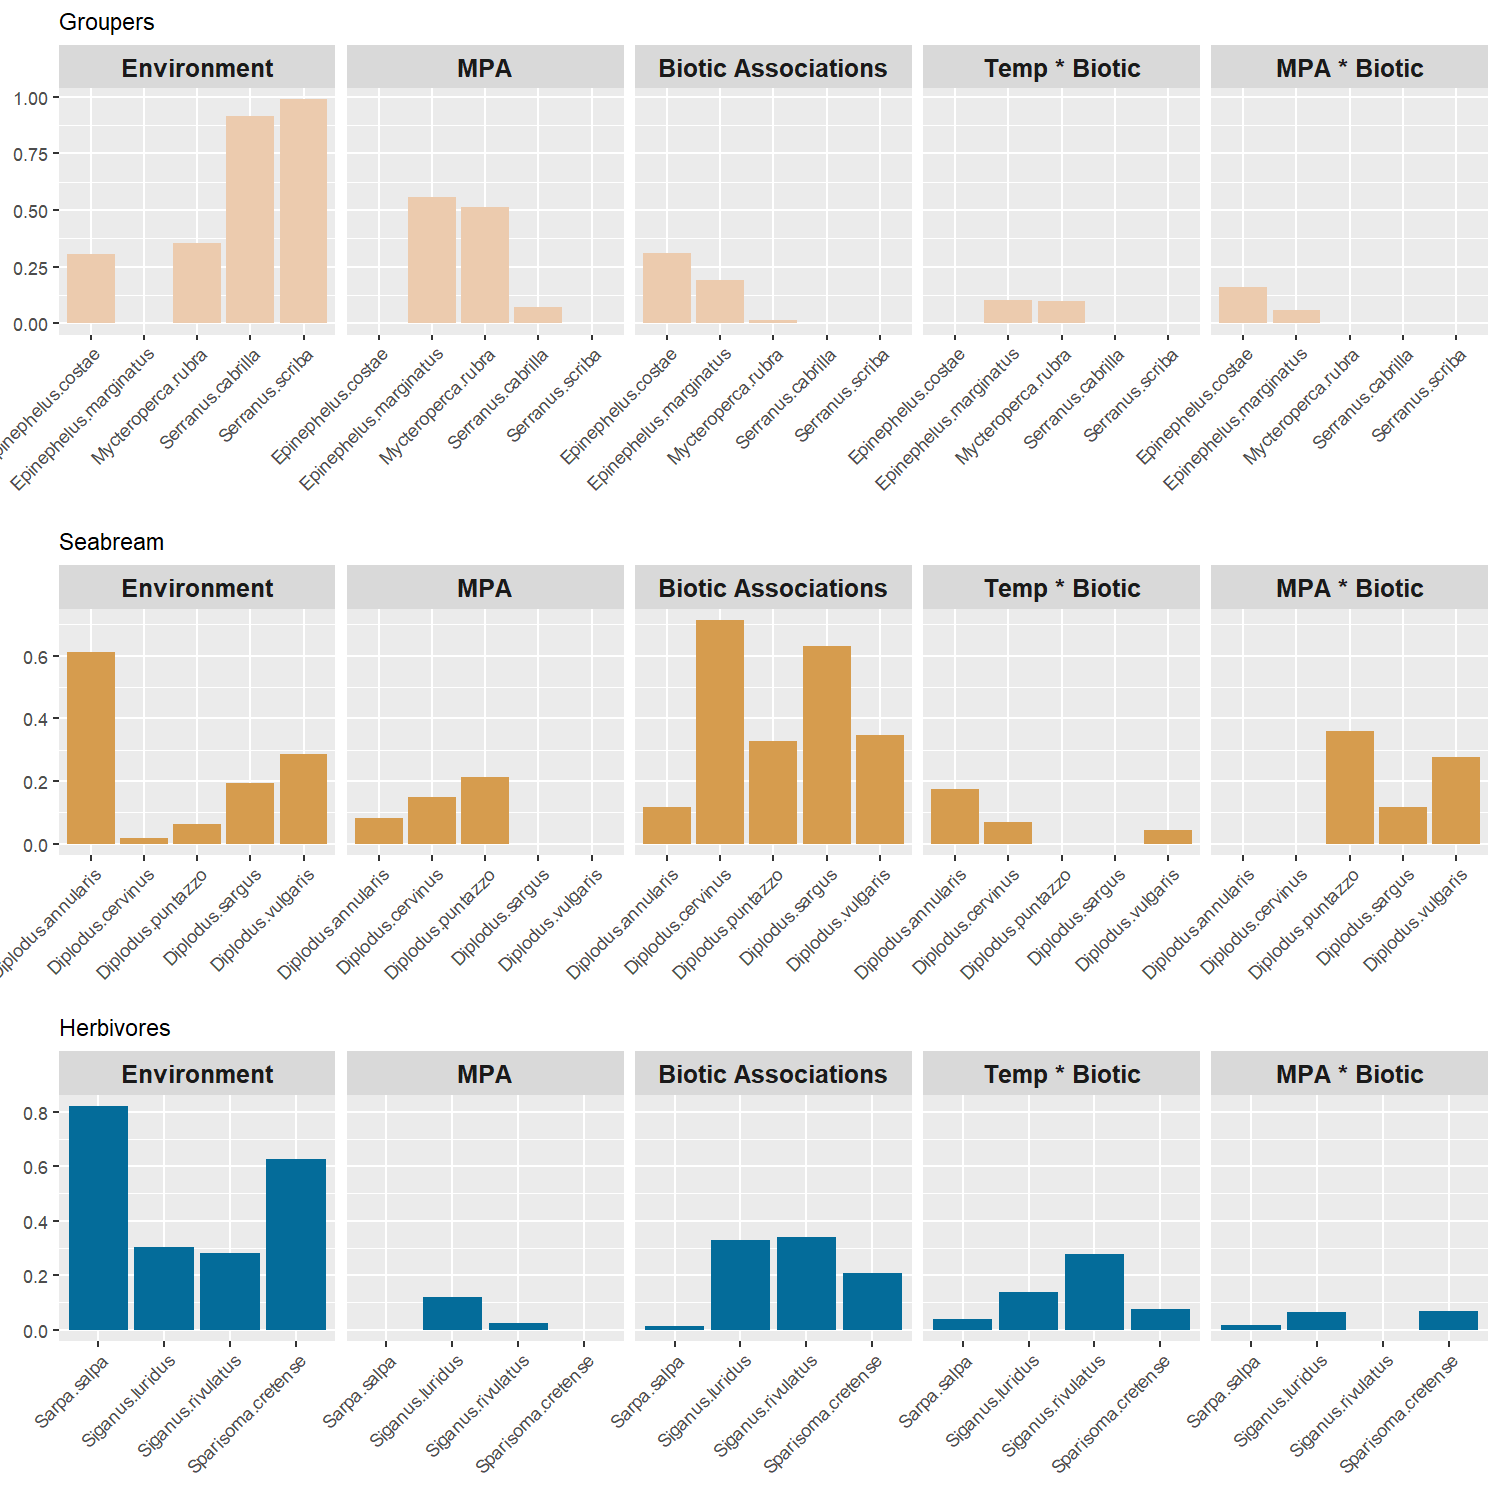 Groupers
Environment MPA Biotic Associations Temp * Biotic MPA * Biotic
1.00
0.75
0.50
0.25
0.00
Epinephelus.marginatus Mycteroperca.rubra Serranus.cabrilla Serranus.scriba Epinephelus.costae Epinephelus.marginatus Mycteroperca.rubra Serranus.cabrilla Serranus.scriba Epinephelus.costae Epinephelus.marginatus Mycteroperca.rubra Serranus.cabrilla Serranus.scriba Epinephelus.costae Epinephelus.marginatus Mycteroperca.rubra Serranus.cabrilla Serranus.scriba Epinephelus.costae Epinephelus.marginatus Mycteroperca.rubra Serranus.cabrilla Serranus.scriba
Seabream
Environment MPA Biotic Associations Temp * Biotic MPA * Biotic
0.6
0.4
0.2
0.0
Diplodus.annularis Diplodus.cervinus Diplodus.puntazzo Diplodus.sargus Diplodus.vulgaris Diplodus.annularis Diplodus.cervinus Diplodus.puntazzo Diplodus.sargus Diplodus.vulgaris Diplodus.annularis Diplodus.cervinus Diplodus.puntazzo Diplodus.sargus Diplodus.vulgaris Diplodus.annularis Diplodus.cervinus Diplodus.puntazzo Diplodus.sargus Diplodus.vulgaris Diplodus.annularis Diplodus.cervinus Diplodus.puntazzo Diplodus.sargus Diplodus.vulgaris
Herbivores
Environment MPA Biotic Associations Temp * Biotic MPA * Biotic
0.8
0.6
0.4
0.2
0.0
Sarpa.salpa Siganus.luridus Siganus.rivulatus Sparisoma.cretense Sarpa.salpa Siganus.luridus Siganus.rivulatus Sparisoma.cretense Sarpa.salpa Siganus.luridus Siganus.rivulatus Sparisoma.cretense Sarpa.salpa Siganus.luridus Siganus.rivulatus Sparisoma.cretense Sarpa.salpa Siganus.luridus Siganus.rivulatus Sparisoma.cretense